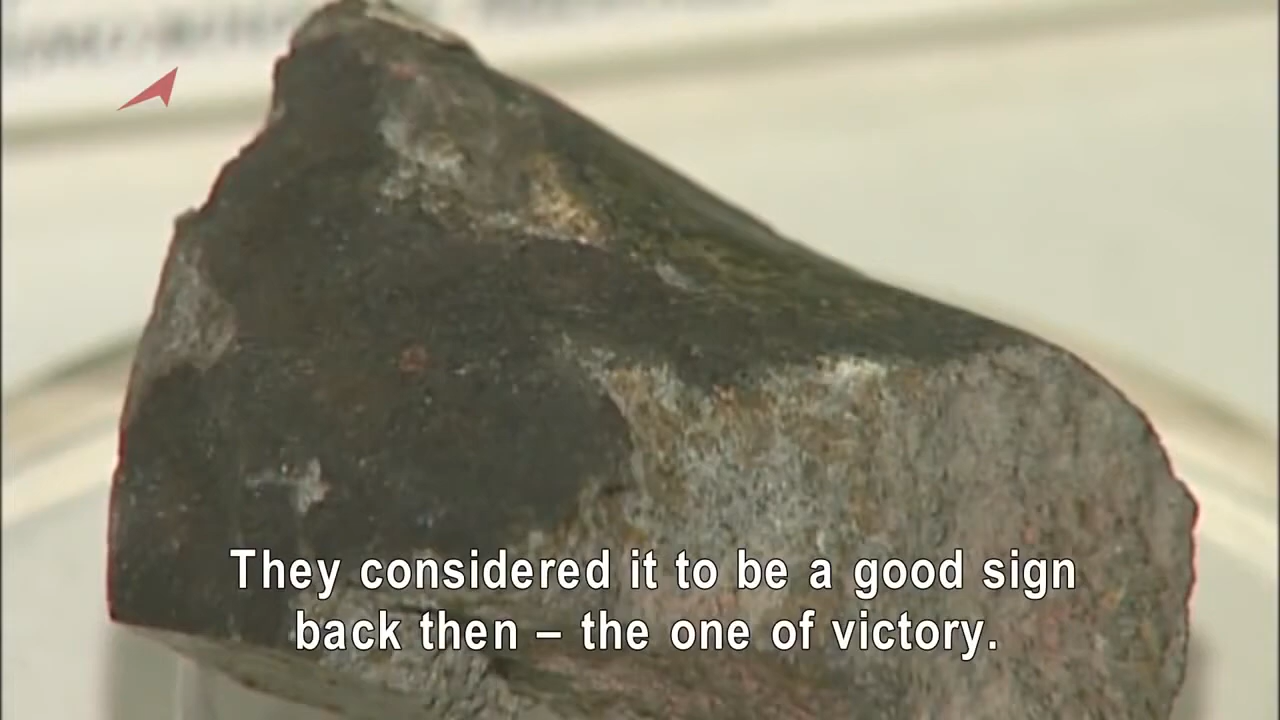 They considered it to be a good sign
back then – the one of victory.